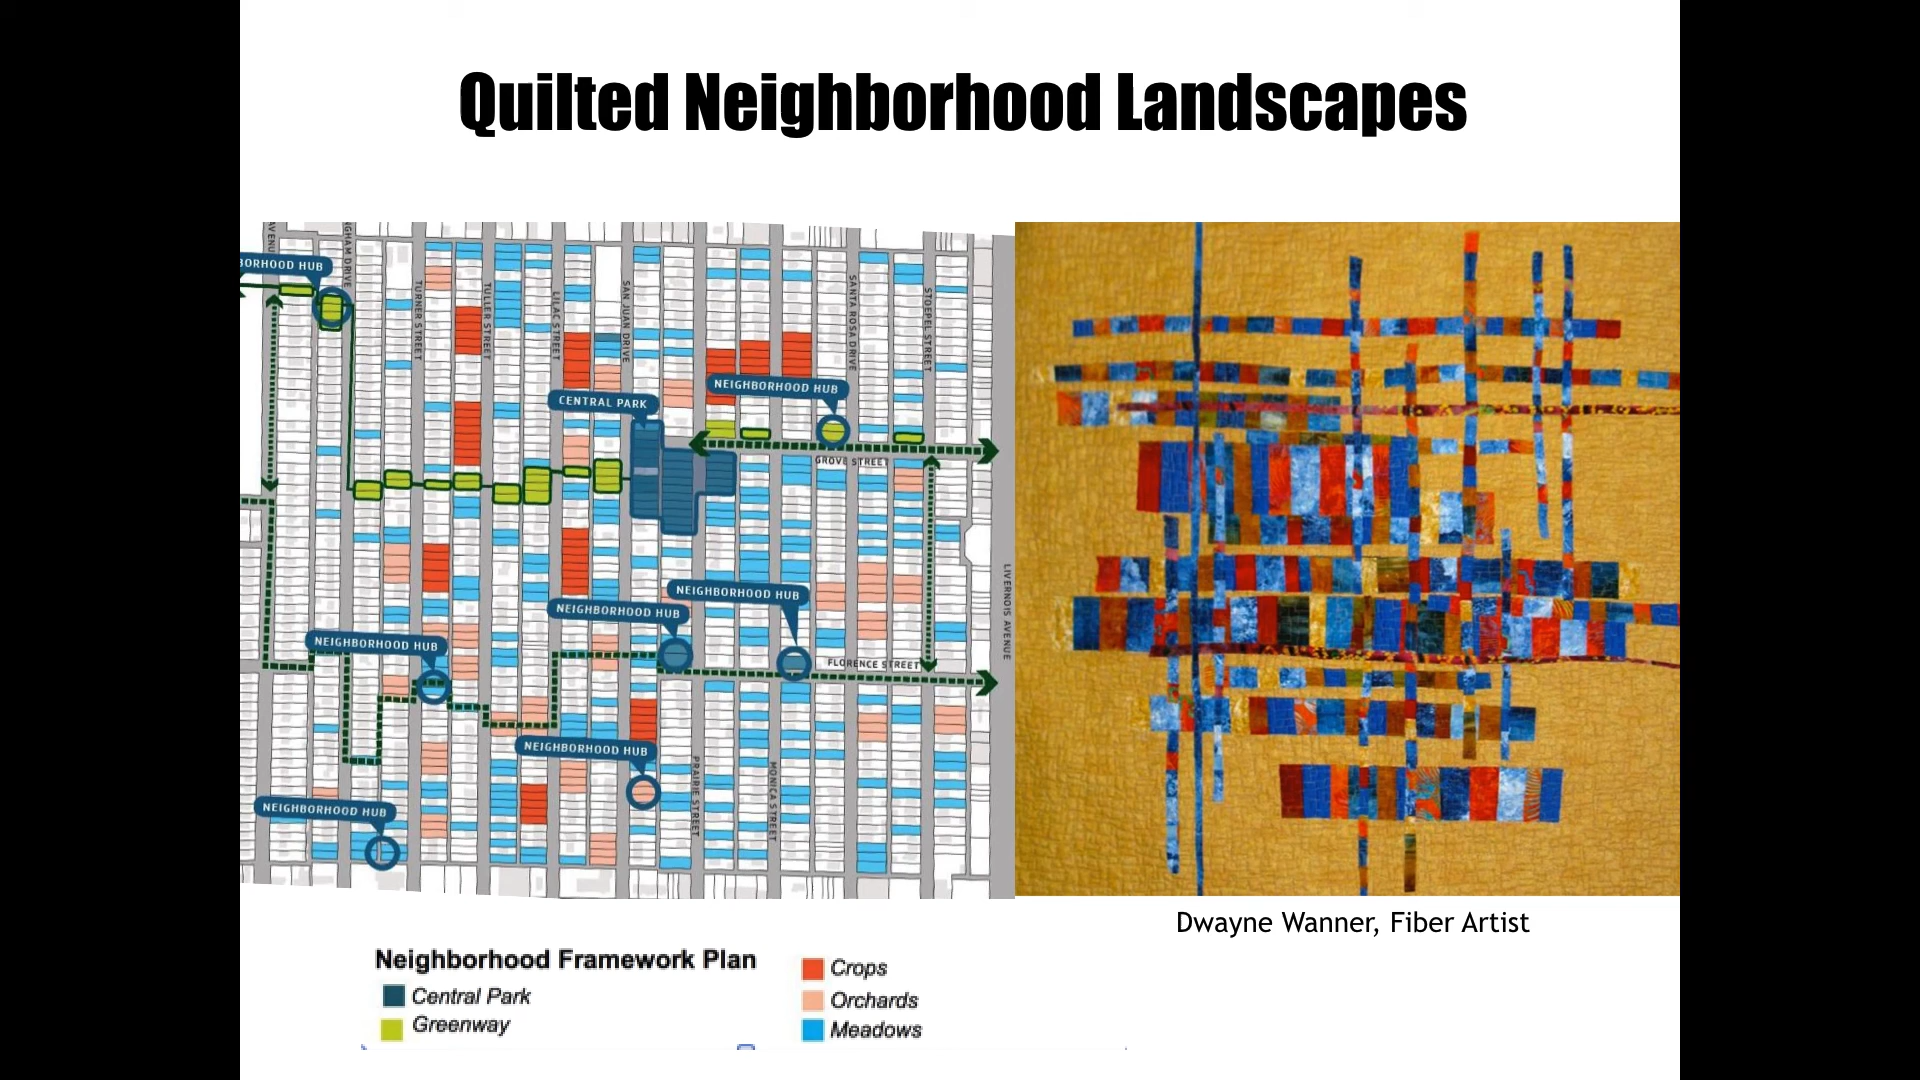 Quilted Neighborhood Landscapes
AVENUE
GHAM DRIVE
BORHOOD HUB
TURNER STREET
TULLER STREET
LILAC STREET
SAN JUAN DRIVE
SANTA ROSA DRIVE
STOEPEL STREET
NEIGHBORHOOD HUB
CENTRAL PARK
GROVE STREET
NEIGHBORHOOD HUB
NEIGHBORHOOD HUB
LIVERNOIS AVENUE
NEIGHBORHOOD HUB
FLORENCE STREET
NEIGHBORHOOD HUB
PRAIRIE STREET
MONICA STREET
NEIGHBORHOOD HUB
Dwayne Wanner, Fiber Artist
Neighborhood Framework Plan
Central Park
Greenway
Crops
Orchards
Meadows